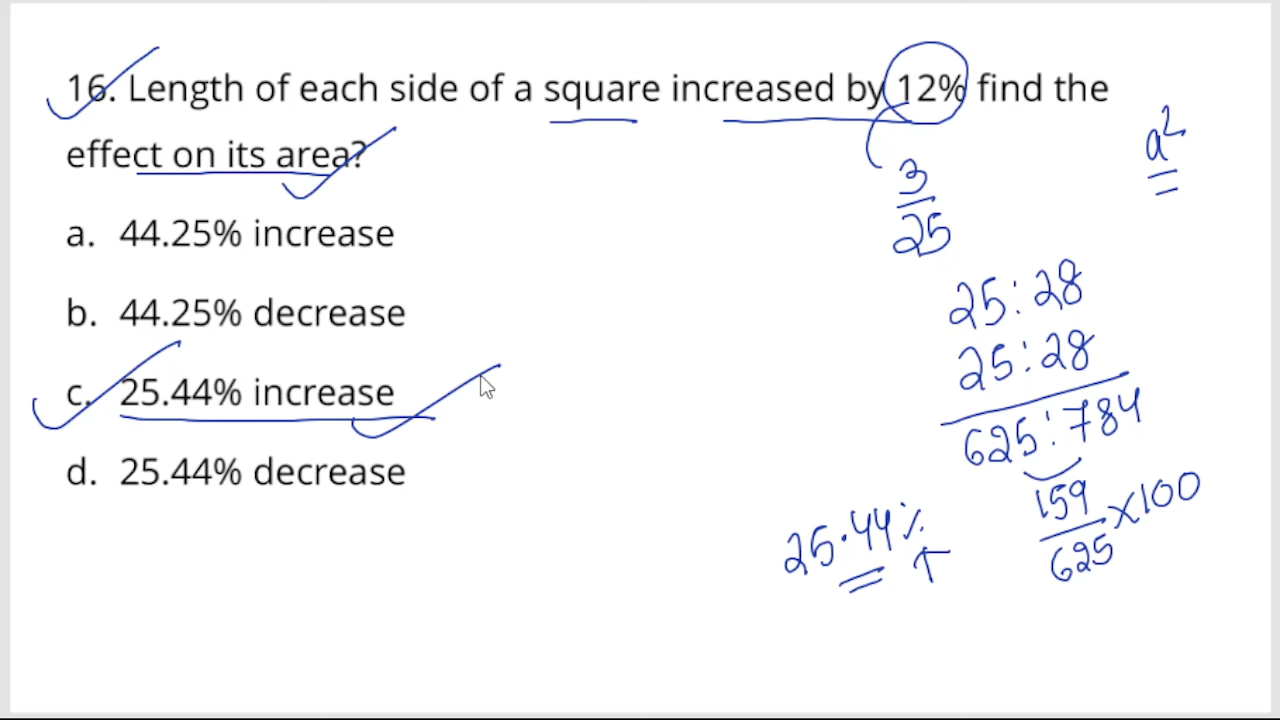 16. Length of each side of a square increased by 12% find the
effect on its area?
a. 44.25% increase
b. 44.25% decrease
c. 25.44% increase
d. 25.44% decrease
a²
3
25
25:28
25:28
625:784
159
625
×100
25.44% ↑